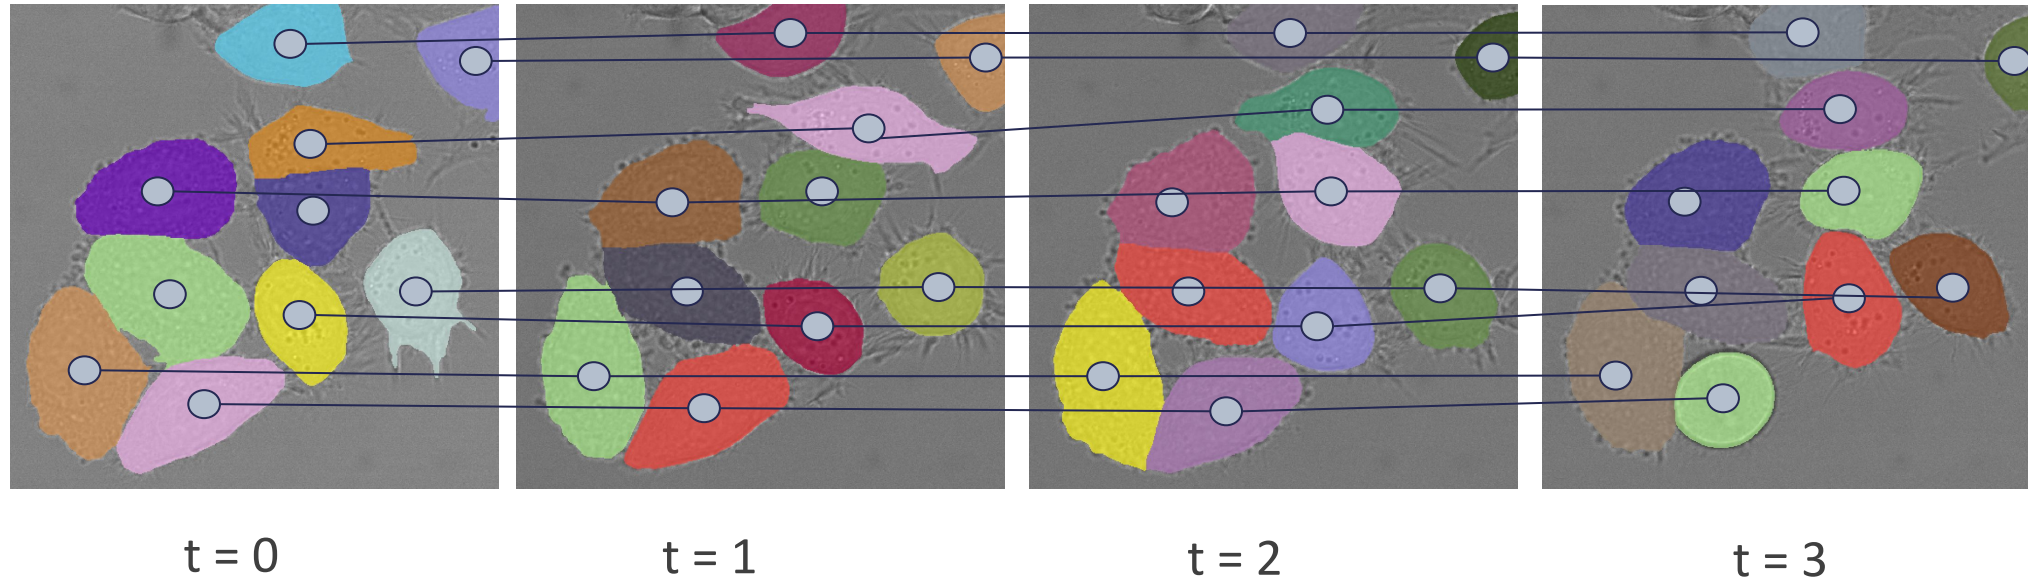 t = 0
t = 1
t = 2
t = 3